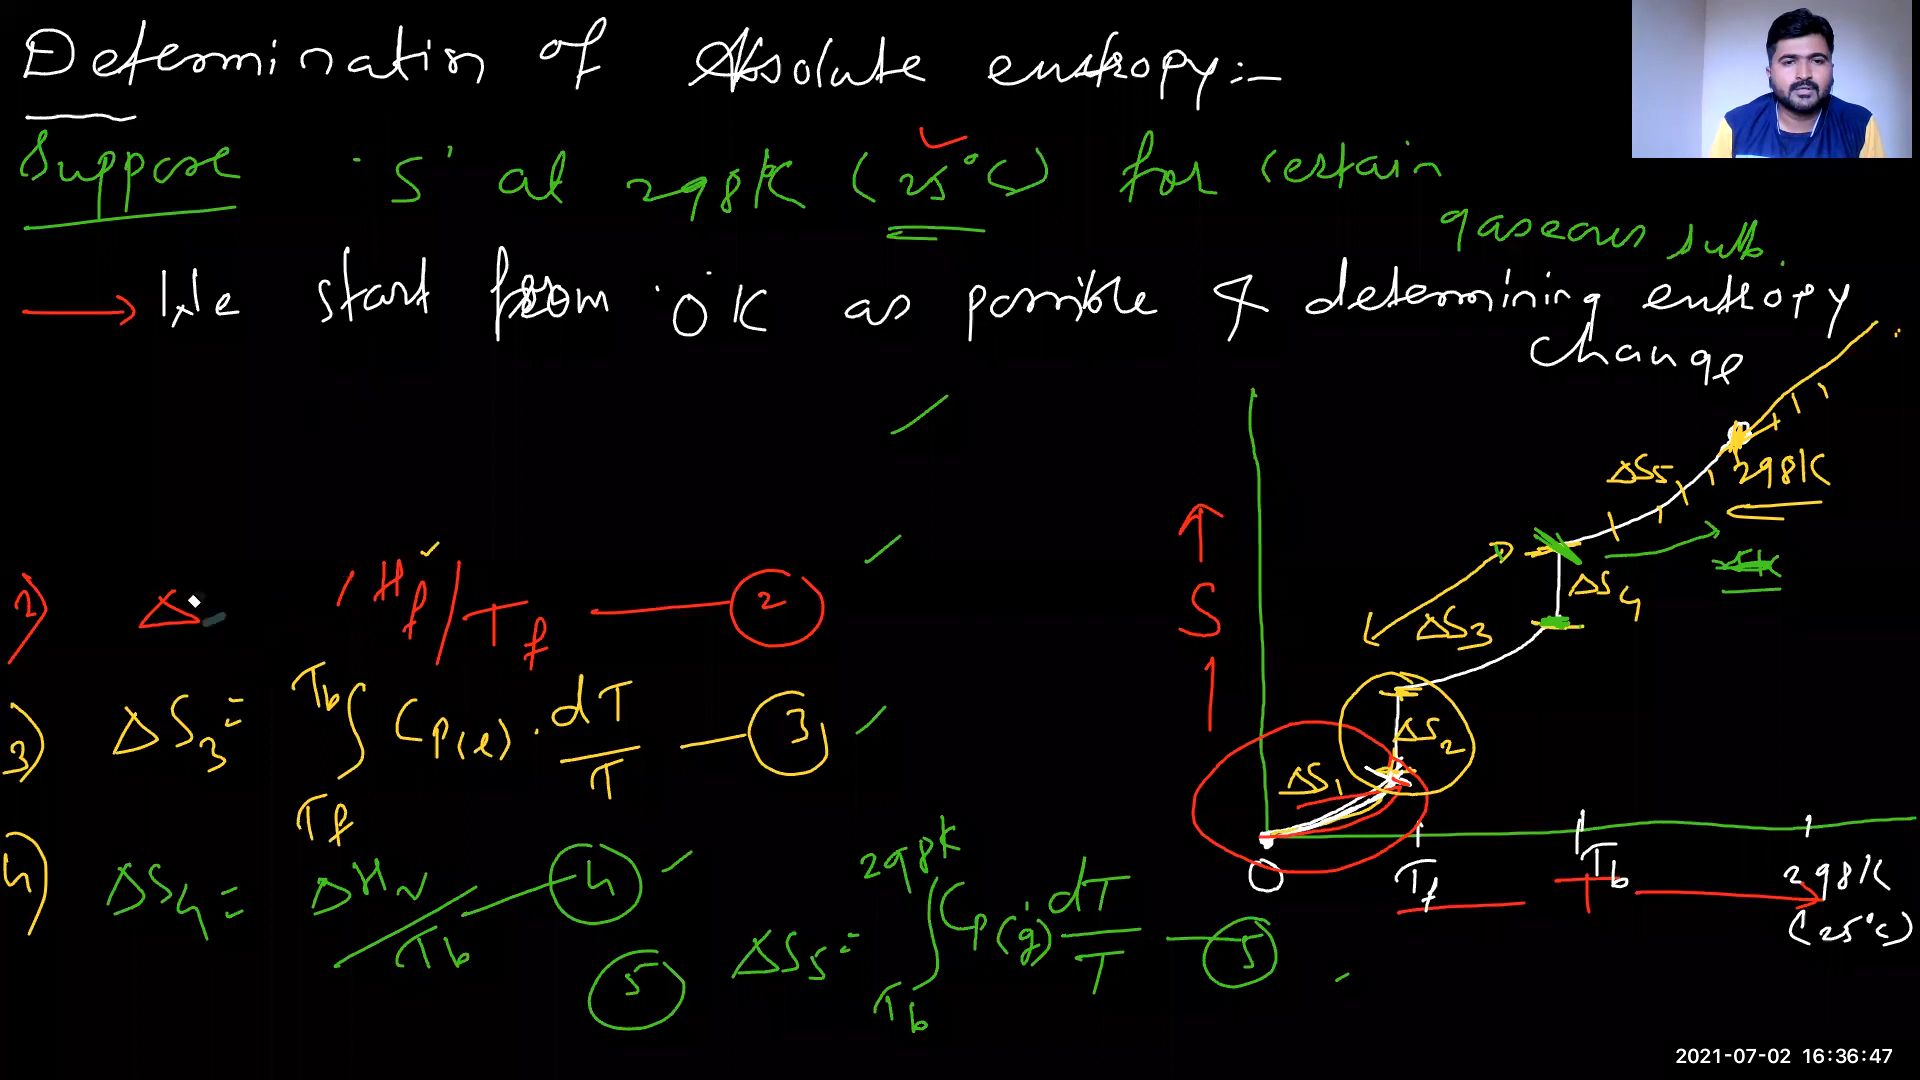 Determination of Absolute entropy:-
Suppose 'S' at 298K (25°C) for certain
gaseous sub.
→ We start from 0K as possible & determining entropy
change
2) Δ Hf/Tf — 2
3) ΔS3 = ∫ Tb Tf Cp(l) . dT/T — 3
4) ΔS4 = ΔHv/Tb — 4
5 ΔS5 = ∫ 298K Tb Cp(g) dT/T — 5
S
ΔS5 298K
ΔS4
ΔS3
ΔS2
ΔS1
0 Tf Tb 298K
(25°C)
2021-07-02 16:36:47